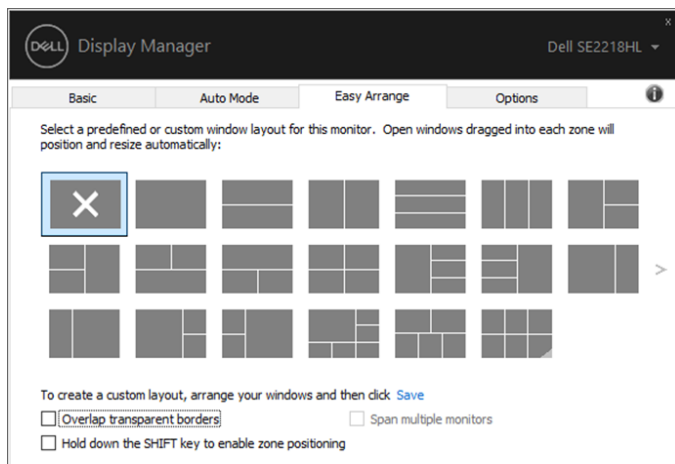 x
DELL Display Manager Dell SE2218HL
Basic Auto Mode Easy Arrange Options i
Select a predefined or custom window layout for this monitor. Open windows dragged into each zone will
position and resize automatically:
>
To create a custom layout, arrange your windows and then click Save
Overlap transparent borders Span multiple monitors
Hold down the SHIFT key to enable zone positioning